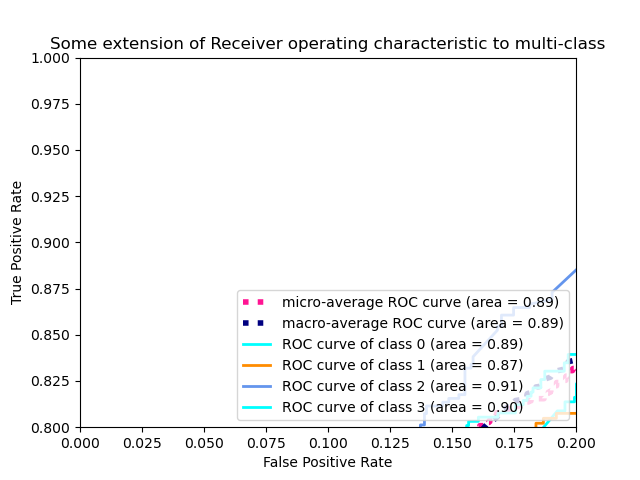 Some extension of Receiver operating characteristic to multi-class
True Positive Rate
1.000
0.975
0.950
0.925
0.900
0.875
0.850
0.825
0.800
micro-average ROC curve (area = 0.89)
macro-average ROC curve (area = 0.89)
ROC curve of class 0 (area = 0.89)
ROC curve of class 1 (area = 0.87)
ROC curve of class 2 (area = 0.91)
ROC curve of class 3 (area = 0.90)
0.000 0.025 0.050 0.075 0.100 0.125 0.150 0.175 0.200
False Positive Rate